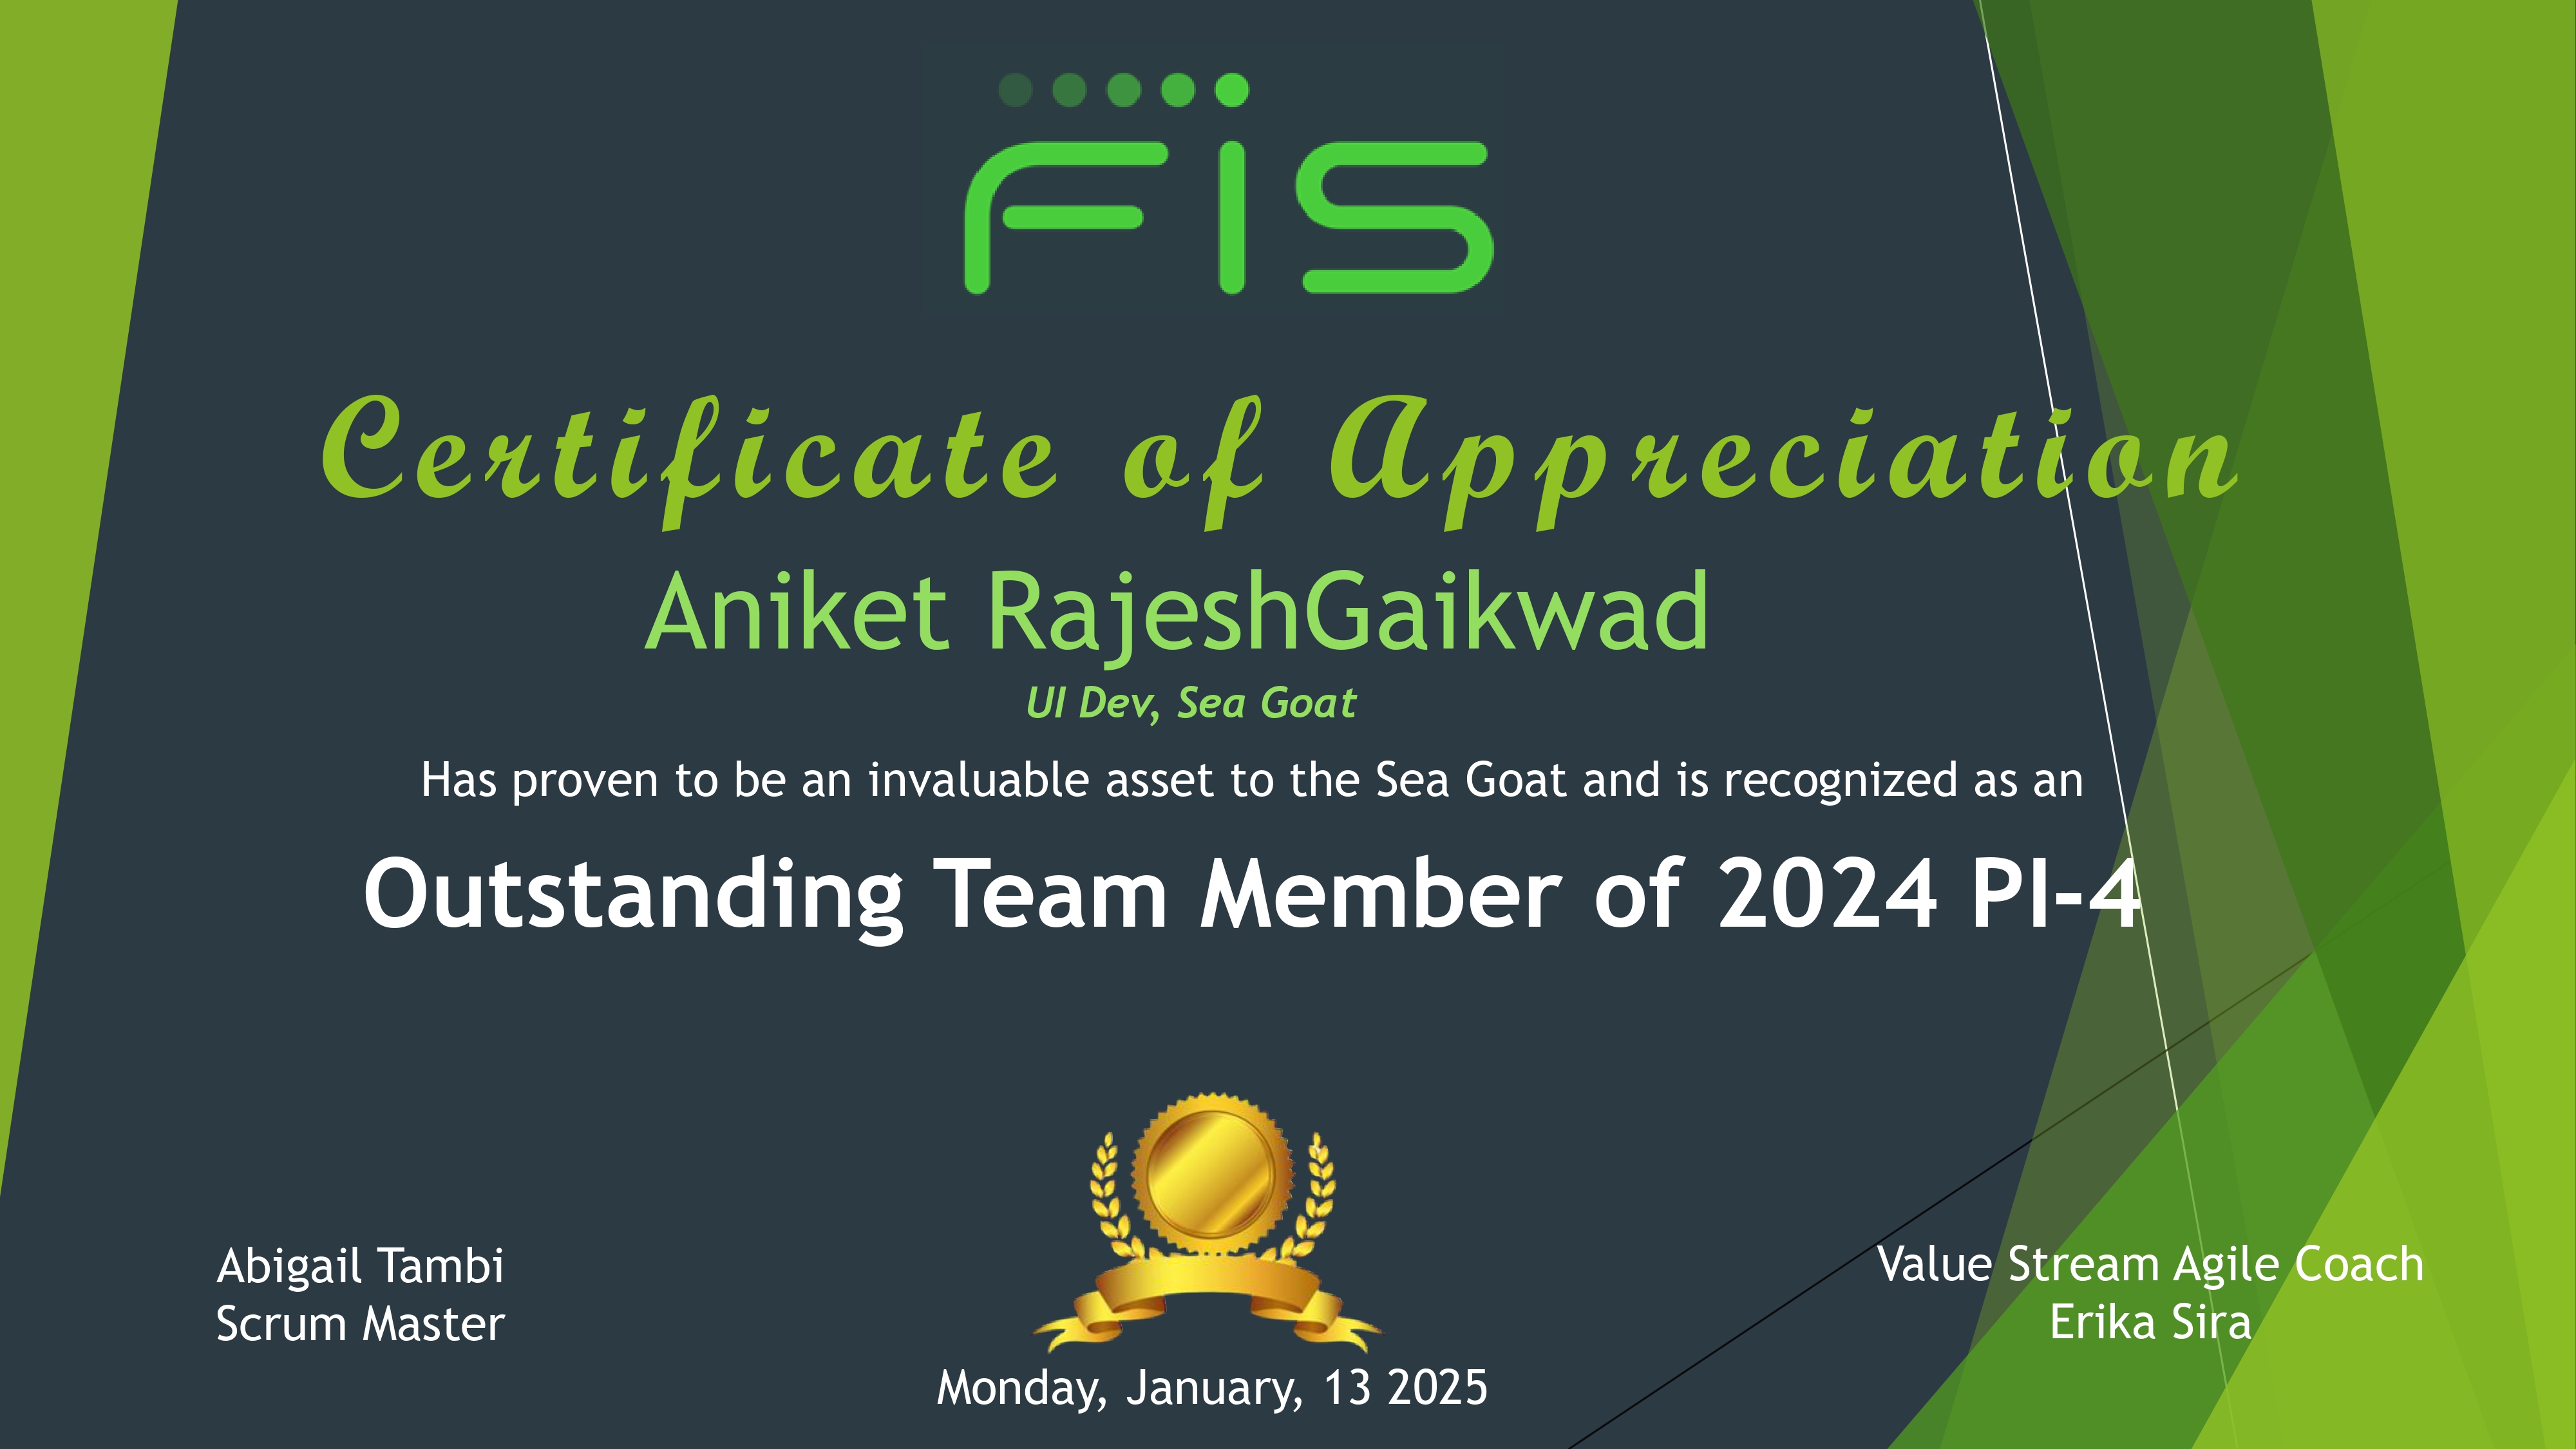 FIS
Certificate of Appreciation
Aniket RajeshGaikwad
UI Dev, Sea Goat
Has proven to be an invaluable asset to the Sea Goat and is recognized as an
Outstanding Team Member of 2024 PI-4
Abigail Tambi
Scrum Master
Value Stream Agile Coach
Erika Sira
Monday, January, 13 2025